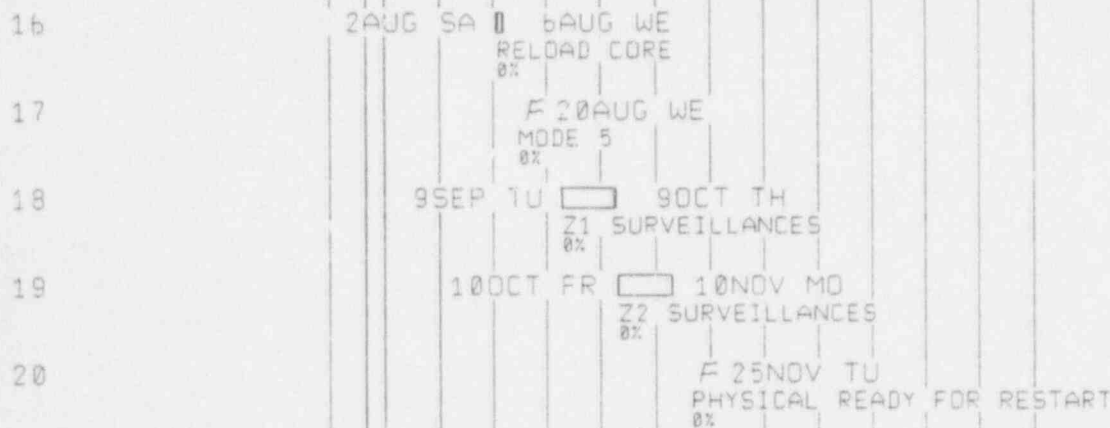 16 2AUG SA 6AUG WE
RELOAD CORE
0%
17 F 20AUG WE
MODE 5
0%
18 9SEP TU 9OCT TH
Z1 SURVEILLANCES
0%
19 10OCT FR 10NOV MO
Z2 SURVEILLANCES
0%
20 F 25NOV TU
PHYSICAL READY FOR RESTART
0%